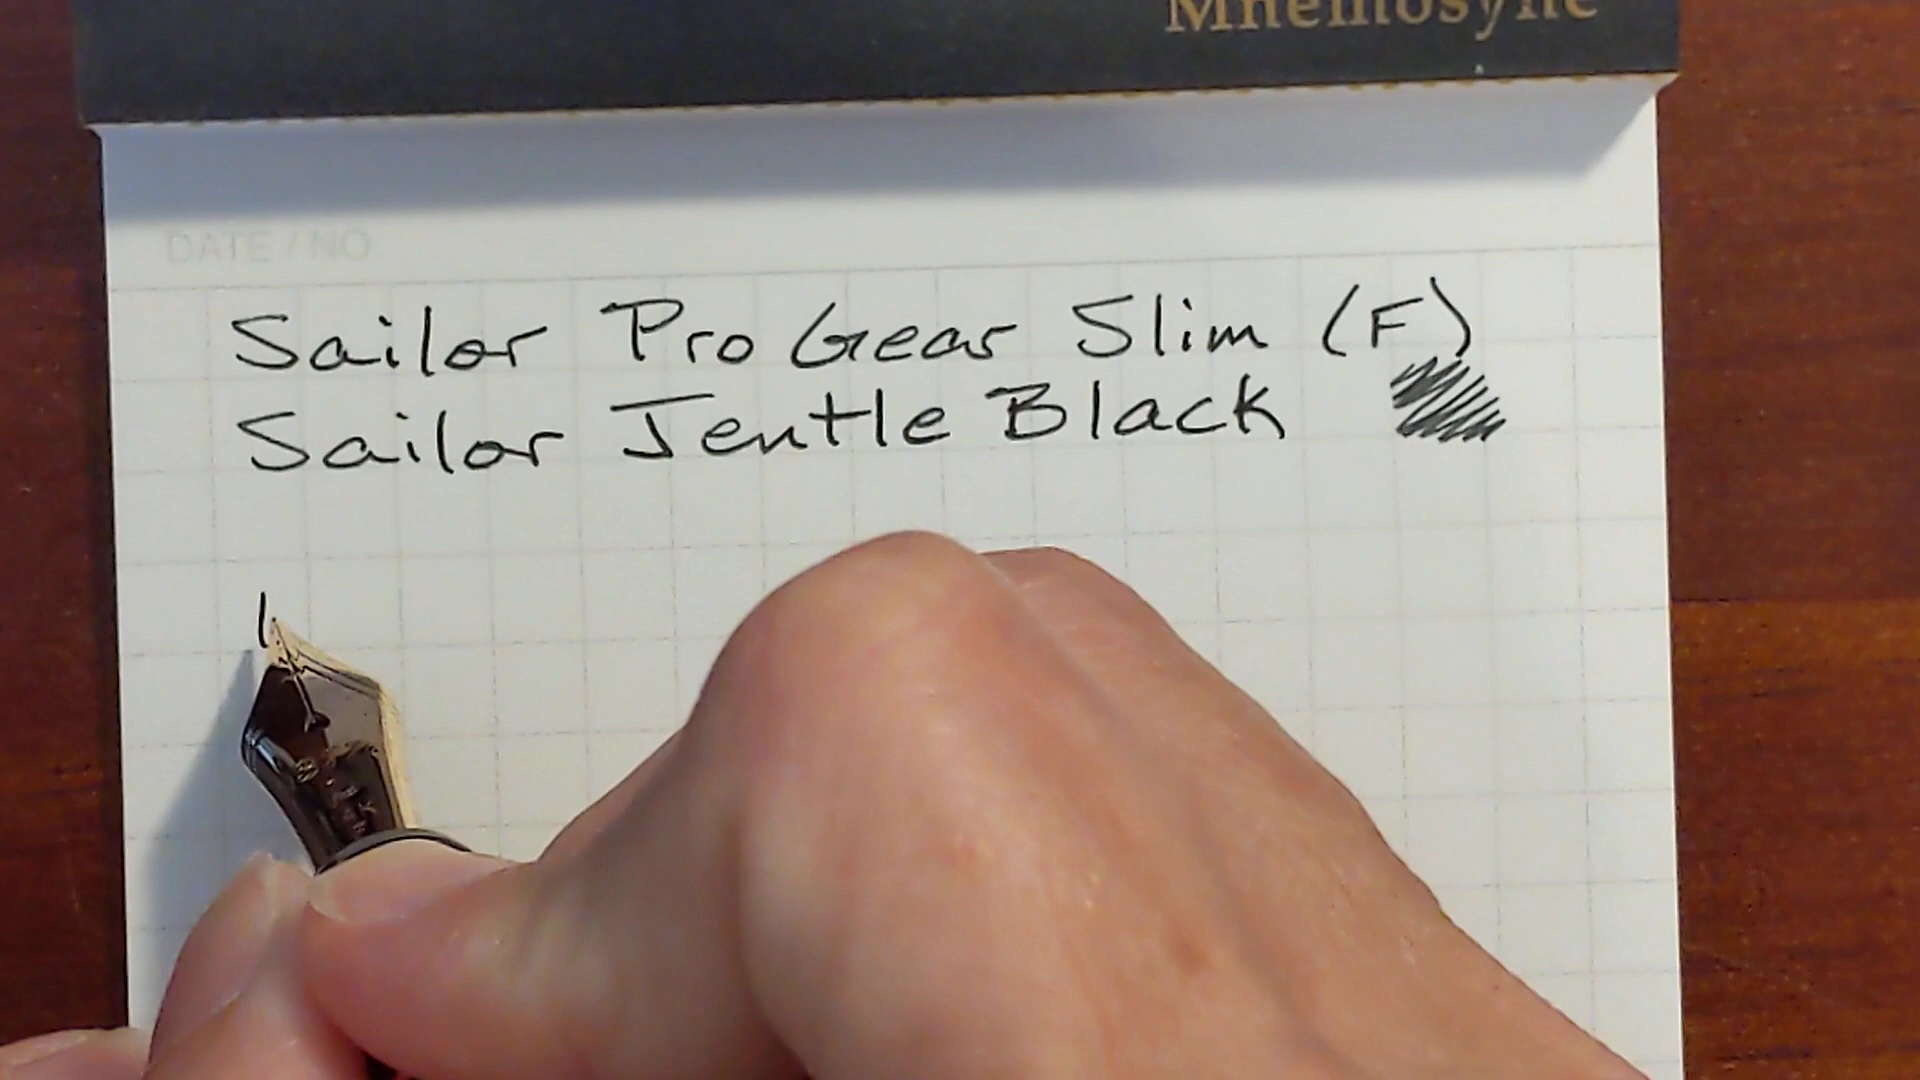 Mnemosyne
DATE / NO.
Sailor Pro Gear Slim (F)
Sailor Jentle Black